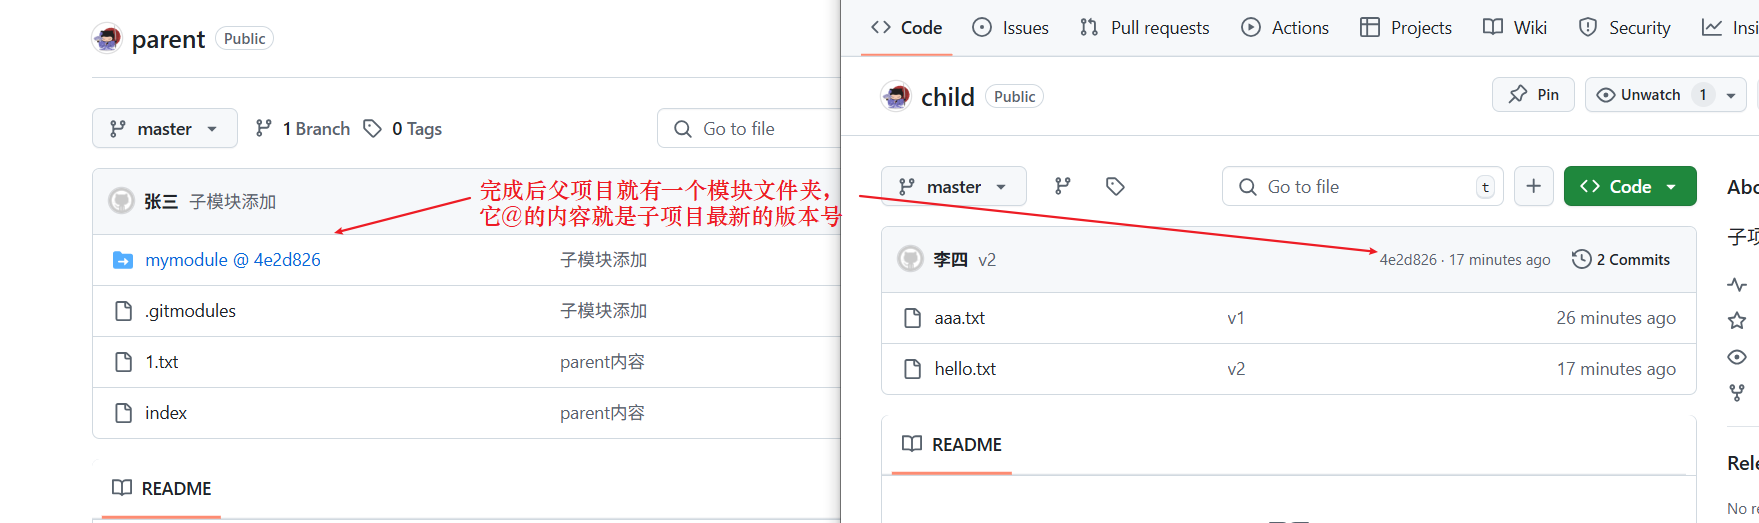 parent Public
master 1 Branch 0 Tags Go to file
张三 子模块添加
完成后父项目就有一个模块文件夹，
它@的内容就是子项目最新的版本号
mymodule @ 4e2d826 子模块添加
.gitmodules 子模块添加
1.txt parent内容
index parent内容
README
Code Issues Pull requests Actions Projects Wiki Security
child Public Pin Unwatch 1
master Go to file t Code
李四 v2 4e2d826 · 17 minutes ago 2 Commits
aaa.txt v1 26 minutes ago
hello.txt v2 17 minutes ago
README
No